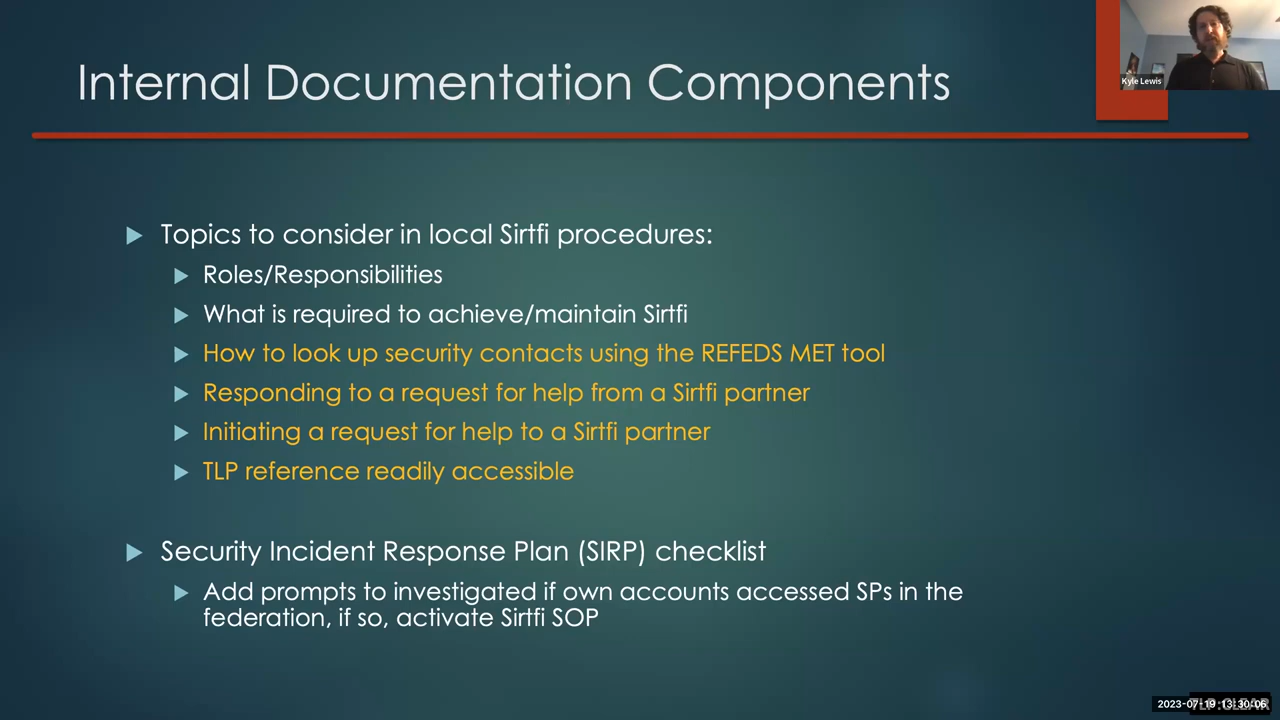 Internal Documentation Components
Kyle Lewis
Topics to consider in local Sirtfi procedures:
Roles/Responsibilities
What is required to achieve/maintain Sirtfi
How to look up security contacts using the REFEDS MET tool
Responding to a request for help from a Sirtfi partner
Initiating a request for help to a Sirtfi partner
TLP reference readily accessible
Security Incident Response Plan (SIRP) checklist
Add prompts to investigated if own accounts accessed SPs in the
federation, if so, activate Sirtfi SOP
TLP:CLEAR
2023-07-19 13:30:06